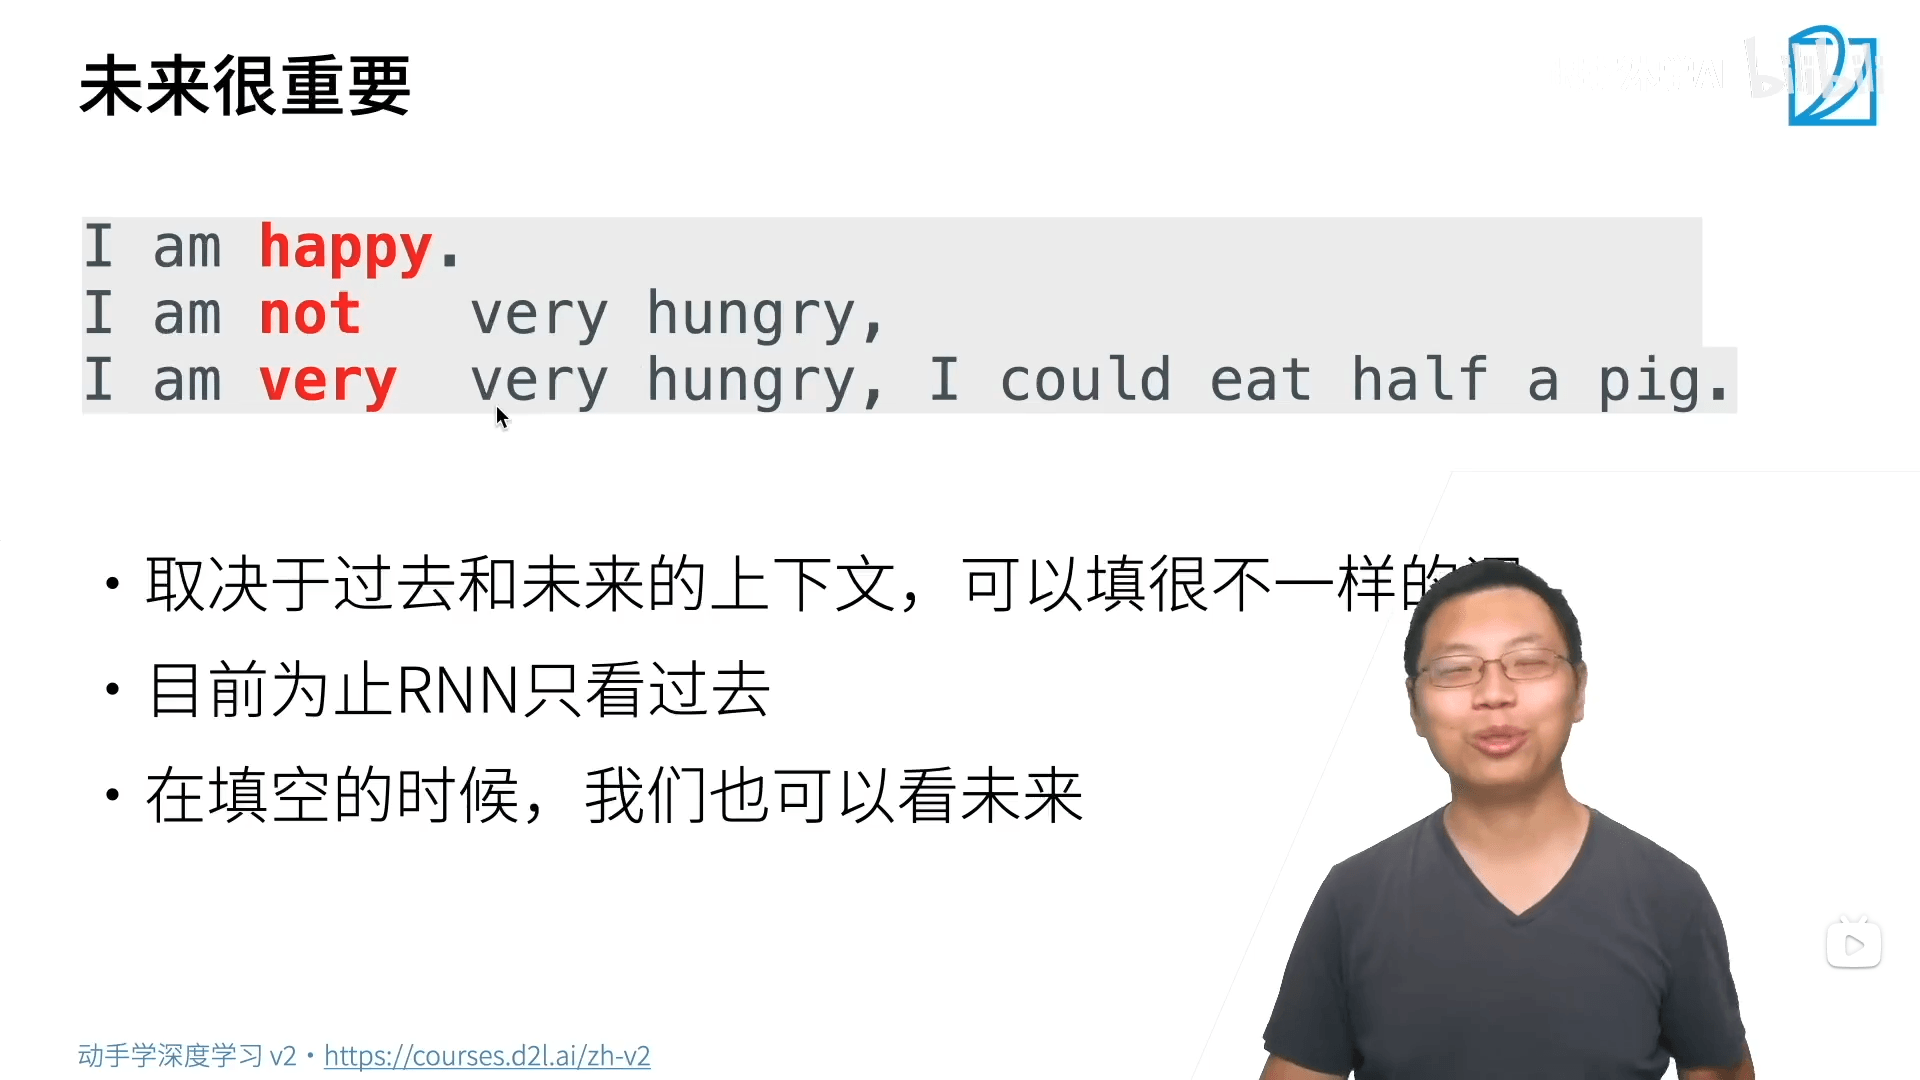 未来很重要
bilibili
I am happy.
I am not very hungry,
I am very very hungry, I could eat half a pig.
• 取决于过去和未来的上下文，可以填很不一样的
• 目前为止RNN只看过去
• 在填空的时候，我们也可以看未来
动手学深度学习 v2 • https://courses.d2l.ai/zh-v2